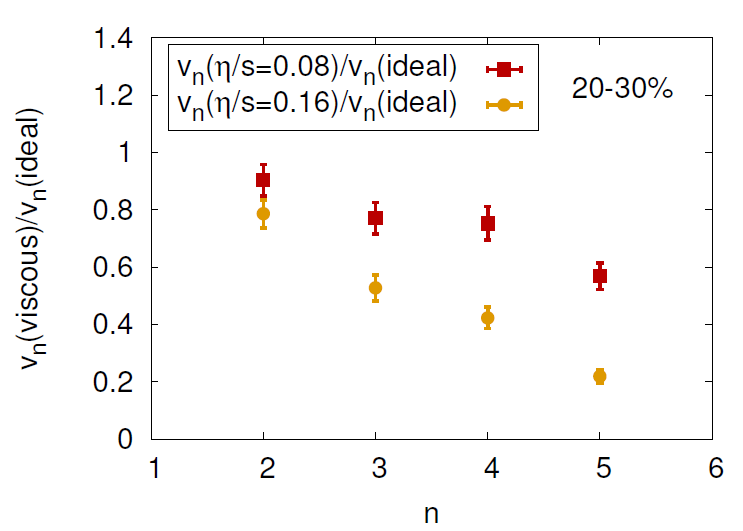 1.4
1.2
1
0.8
0.6
0.4
0.2
0
vn(viscous)/vn(ideal)
vn(η/s=0.08)/vn(ideal)
vn(η/s=0.16)/vn(ideal)
20-30%
1 2 3 4 5 6
n